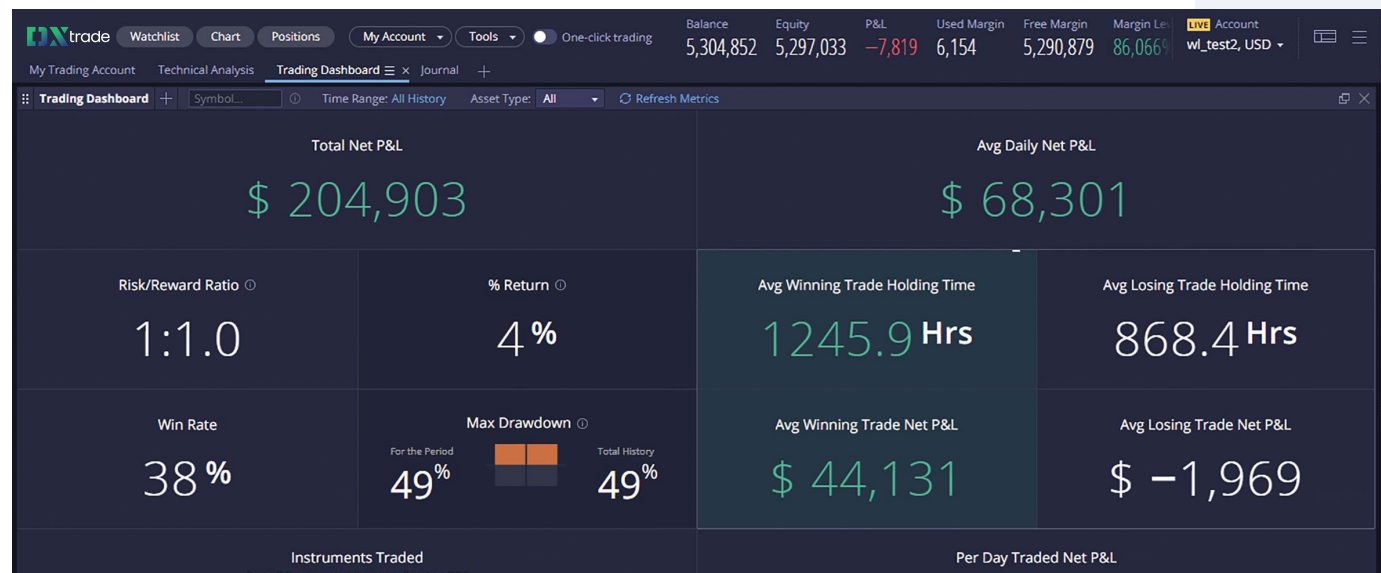 DXtrade Watchlist Chart Positions My Account Tools One-click trading
Balance Equity P&L Used Margin Free Margin Margin Le LIVE Account
5,304,852 5,297,033 −7,819 6,154 5,290,879 86,066% wl_test2, USD
My Trading Account Technical Analysis Trading Dashboard × Journal +
Trading Dashboard + Symbol... Time Range: All History Asset Type: All Refresh Metrics
Total Net P&L Avg Daily Net P&L
$ 204,903 $ 68,301
Risk/Reward Ratio % Return Avg Winning Trade Holding Time Avg Losing Trade Holding Time
1:1.0 4% 1245.9 Hrs 868.4 Hrs
Win Rate Max Drawdown Avg Winning Trade Net P&L Avg Losing Trade Net P&L
For the Period Total History
38% 49% 49% $ 44,131 $ −1,969
Instruments Traded Per Day Traded Net P&L